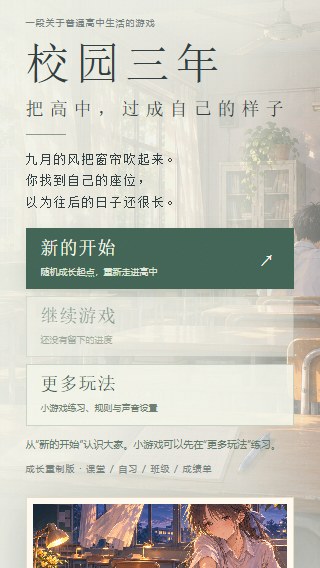 一段关于普通高中生活的游戏
校园三年
把高中，过成自己的样子
九月的风把窗帘吹起来。
你找到自己的座位，
以为往后的日子还很长。
新的开始
随机成长起点，重新走进高中
↗
继续游戏
还没有留下的进度
更多玩法
小游戏练习、规则与声音设置
从“新的开始”认识大家。小游戏可以先在“更多玩法”练习。
成长重制版 · 课堂 / 自习 / 班级 / 成绩单